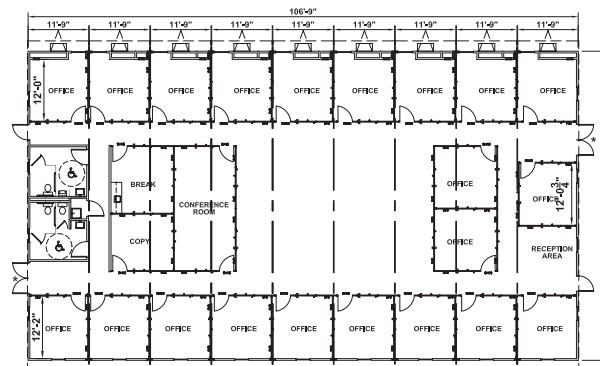 106'-9"
11'-9" 11'-9" 11'-9" 11'-9" 11'-9" 11'-9" 11'-9" 11'-9" 11'-9"
12'-0"
OFFICE OFFICE OFFICE OFFICE OFFICE OFFICE OFFICE OFFICE OFFICE
*
BREAK
OFFICE
CONFERENCE
ROOM
OFFICE
12'-0 3/4"
COPY
OFFICE
RECEPTION
AREA
*
12'-2"
OFFICE OFFICE OFFICE OFFICE OFFICE OFFICE OFFICE OFFICE OFFICE